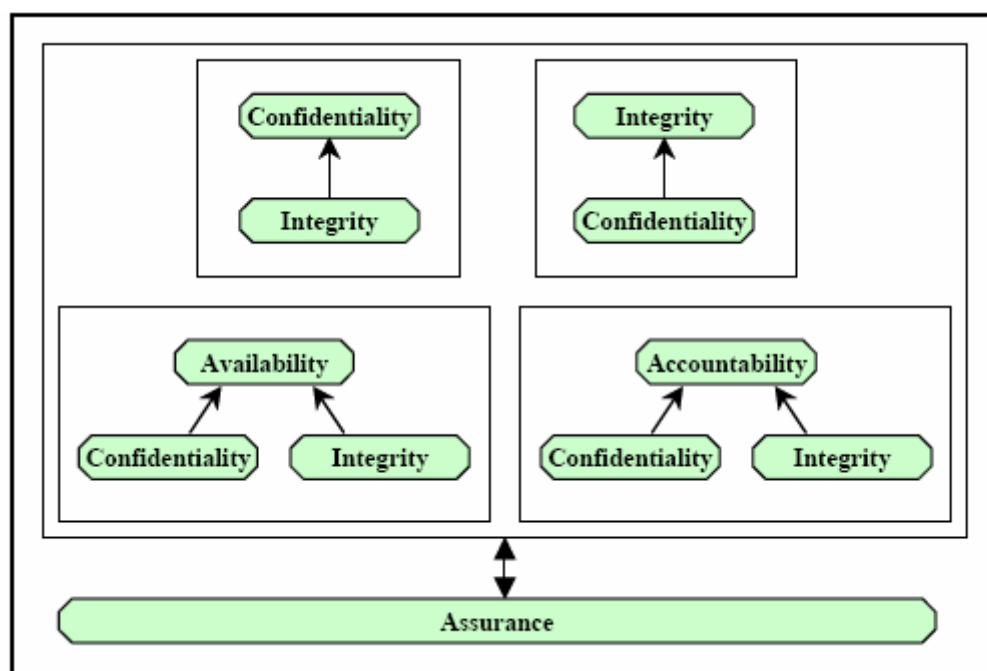 Confidentiality
Integrity
Integrity
Confidentiality
Availability
Confidentiality
Integrity
Accountability
Confidentiality
Integrity
Assurance